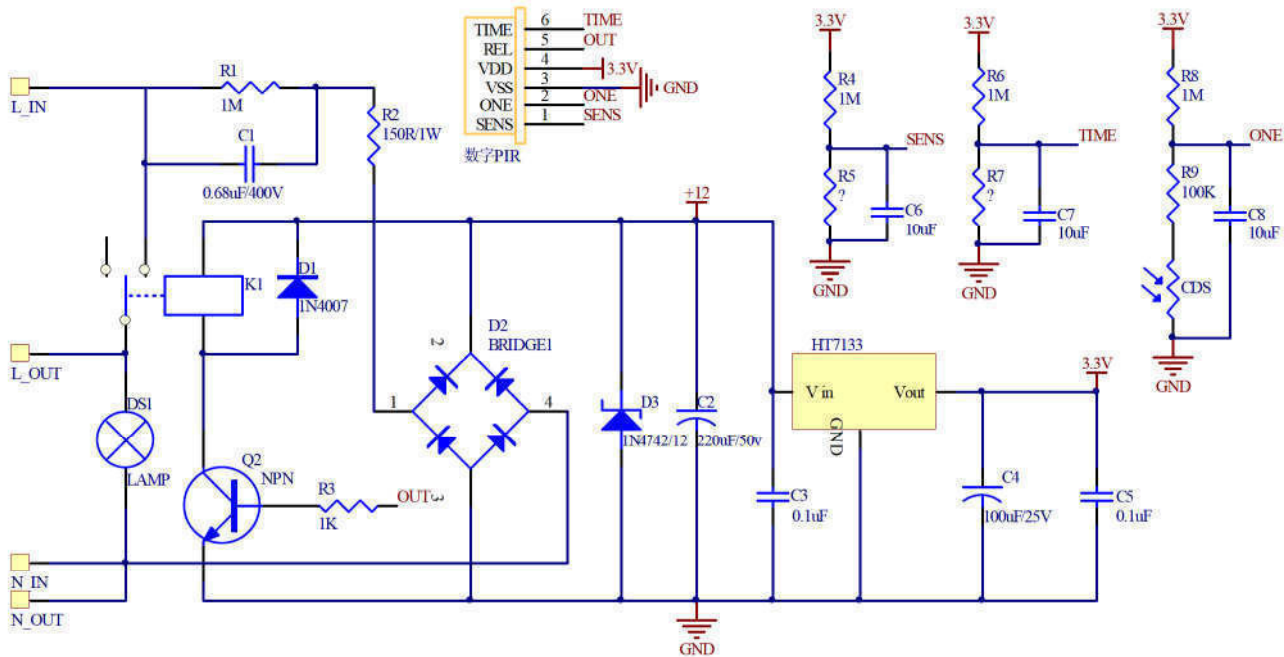 TIME 6 TIME
REL 5 OUT
VDD 4 3.3V
VSS 3 GND
ONE 2 ONE
SENS 1 SENS
数字PIR
L_IN
R1
1M
C1
0.68uF/400V
R2
150R/1W
3.3V
R4
1M
SENS
R5
?
C6
10uF
GND
3.3V
R6
1M
TIME
R7
?
C7
10uF
GND
3.3V
R8
1M
ONE
R9
100K
C8
10uF
CDS
GND
+12
K1
D1
1N4007
L_OUT
DS1
LAMP
Q2
NPN
R3
1K
OUT
D2
BRIDGE1
2
1
4
3
D3
1N4742/12
C2
220uF/50v
HT7133
Vin
Vout
GND
3.3V
C3
0.1uF
C4
100uF/25V
C5
0.1uF
N_IN
N_OUT
GND